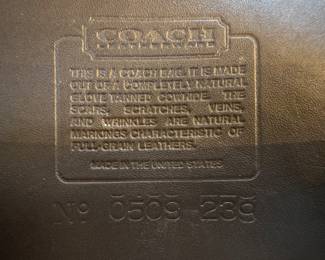 COACH
LEATHERWARE
THIS IS A COACH BAG. IT IS MADE
OUT OF A COMPLETELY NATURAL
GLOVE TANNED COWHIDE. THE
SCARS, SCRATCHES, VEINS,
AND WRINKLES ARE NATURAL
MARKINGS CHARACTERISTIC OF
FULL-GRAIN LEATHERS.
MADE IN THE UNITED STATES
Nº 0509-239